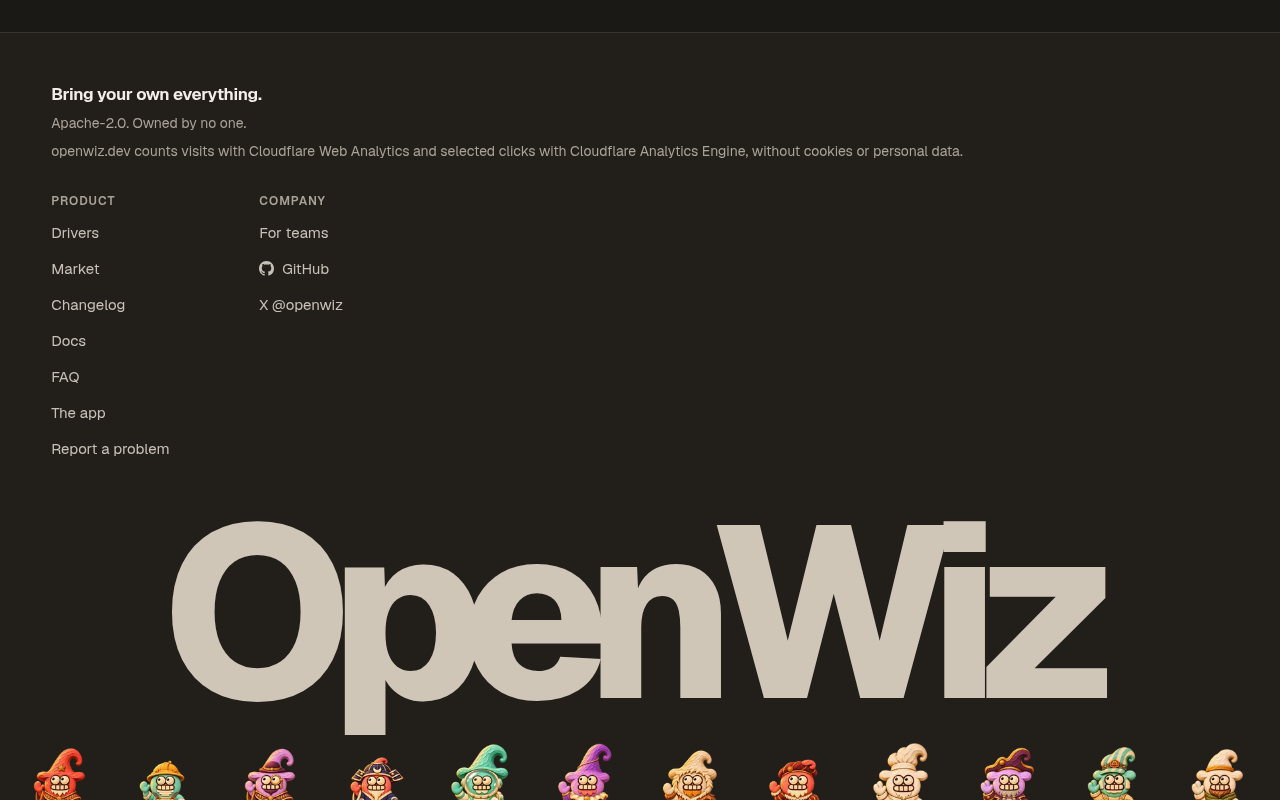 Bring your own everything.
Apache-2.0. Owned by no one.
openwiz.dev counts visits with Cloudflare Web Analytics and selected clicks with Cloudflare Analytics Engine, without cookies or personal data.
PRODUCT
Drivers
Market
Changelog
Docs
FAQ
The app
Report a problem
COMPANY
For teams
GitHub
X @openwiz
OpenWiz